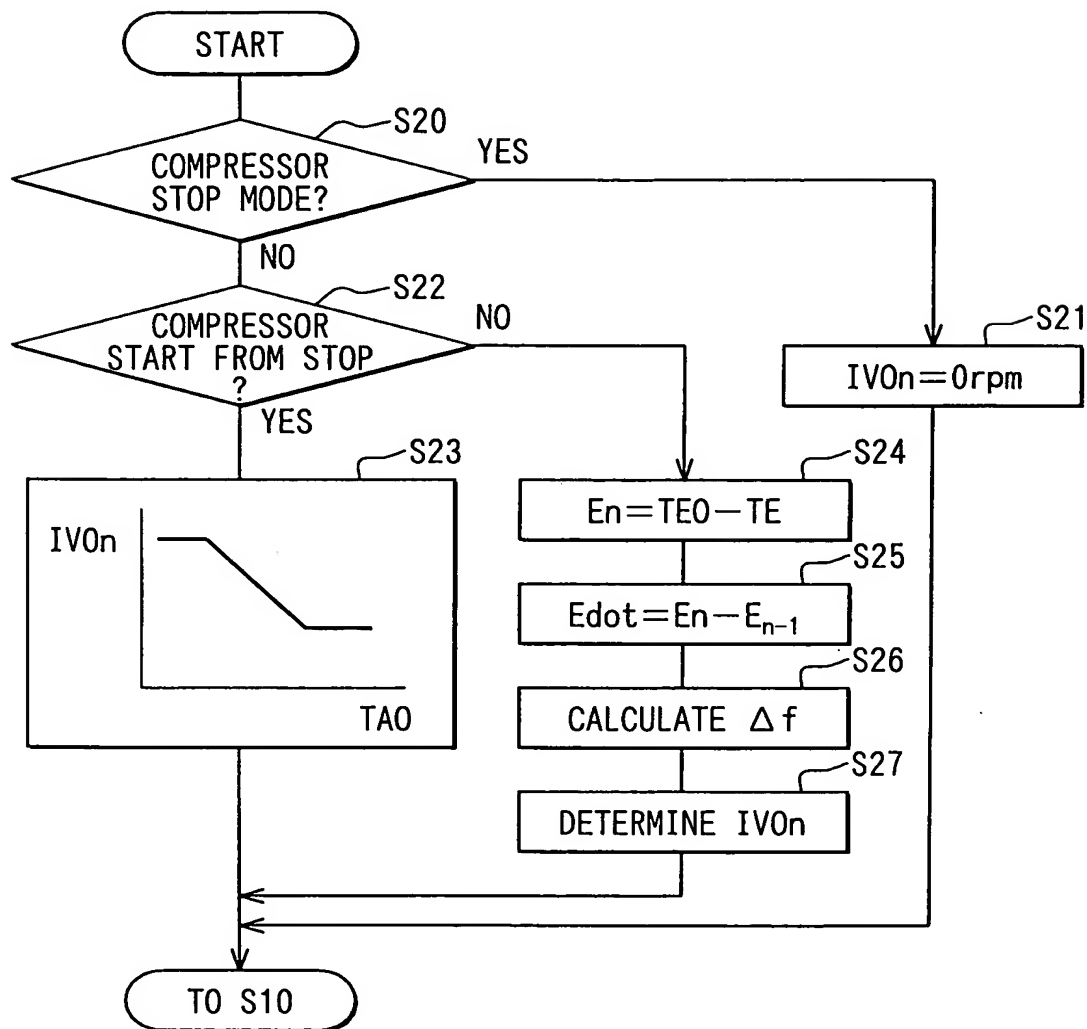 START
S20
COMPRESSOR
STOP MODE?
YES
NO
S22
COMPRESSOR
START FROM STOP
?
NO
YES
S21
IVOn=0rpm
S23
IVOn
TAO
S24
En=TEO-TE
S25
Edot=En-Eₙ₋₁
S26
CALCULATE Δf
S27
DETERMINE IVOn
TO S10